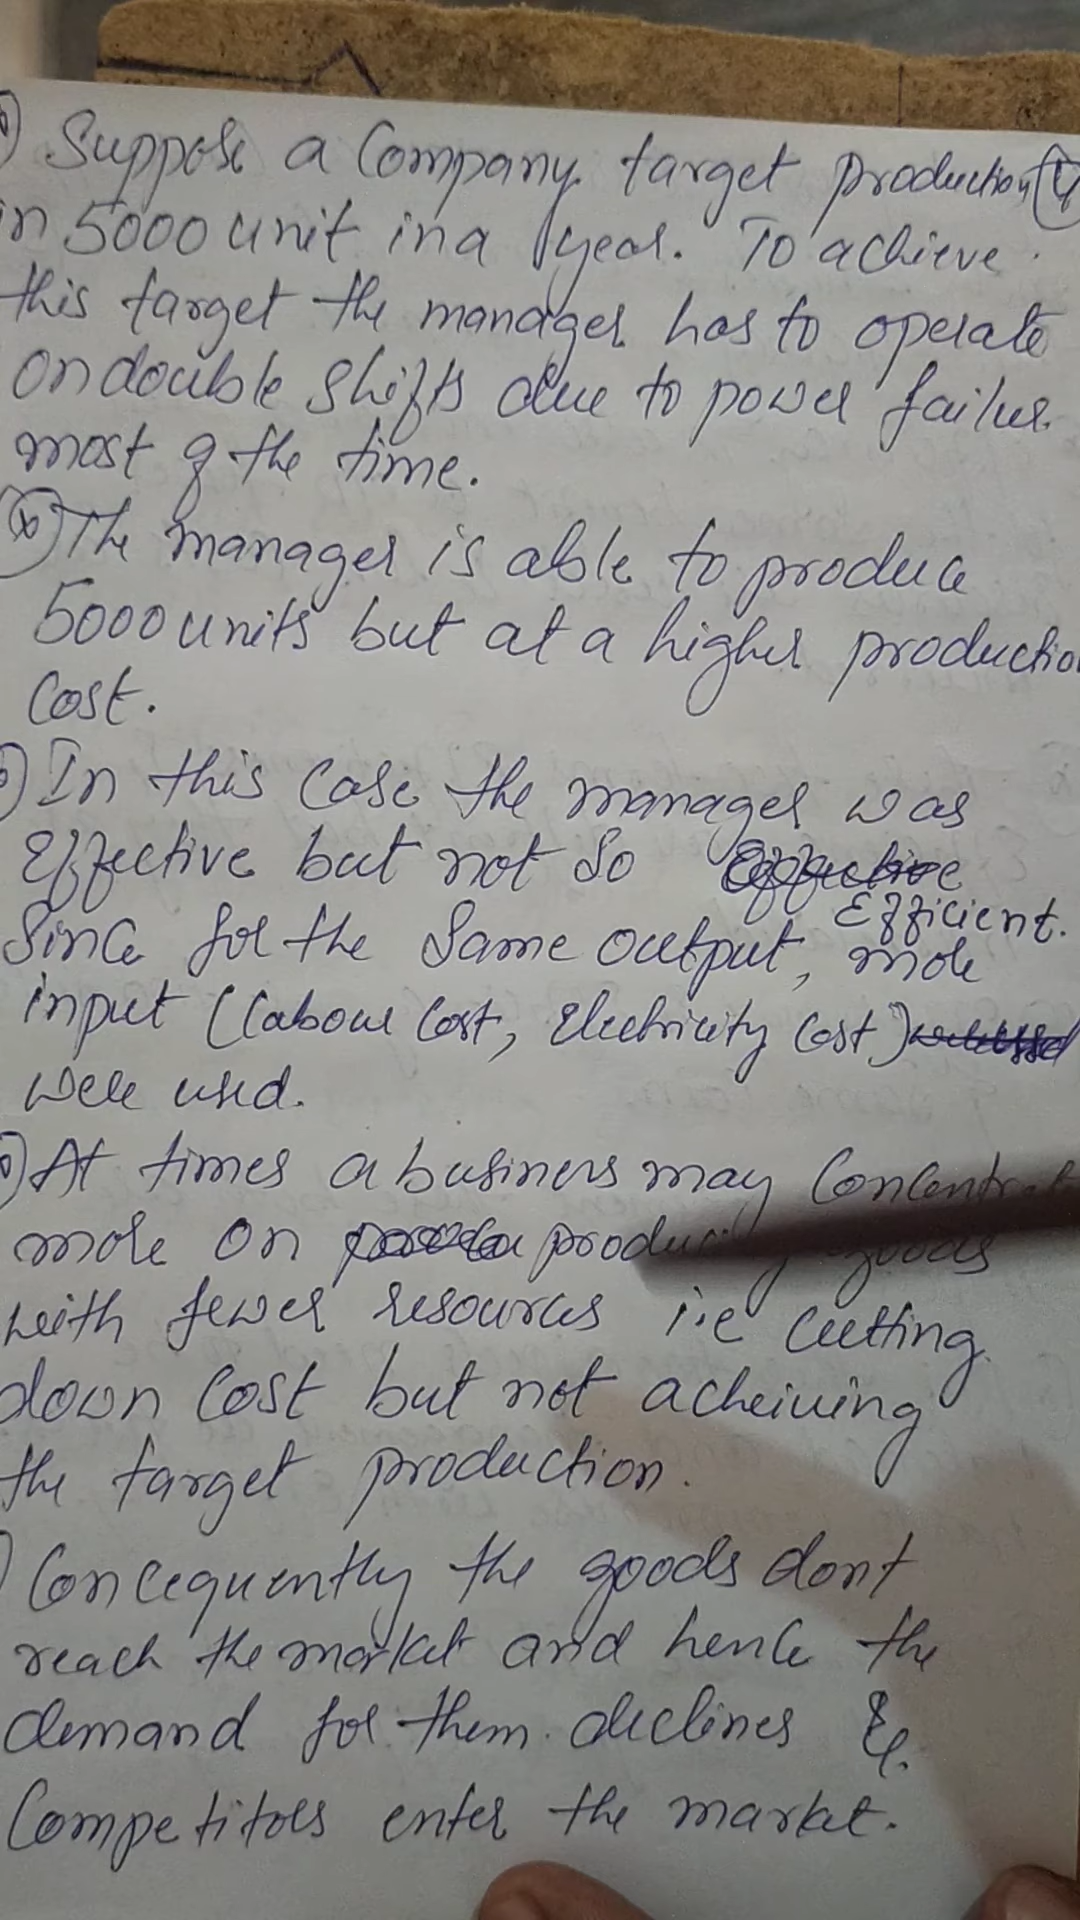 Suppose a Company target production 4
in 5000 unit in a year. To achieve
this target the manager has to operate
on double shifts due to power failure
most of the time.
The manager is able to produce
5000 units but at a higher production
Cost.
In this case the manager was
Effective but not so Effective
Efficient.
Since for the same output, more
input (labour cost, Electricity cost)
were used.
At times a business may Concentrat
more on goods
with fewer resources i.e cutting
down cost but not acheiving
the target production.
Concequently the goods dont
reach the market and hence the
demand for them declines &
Competitors enter the market.